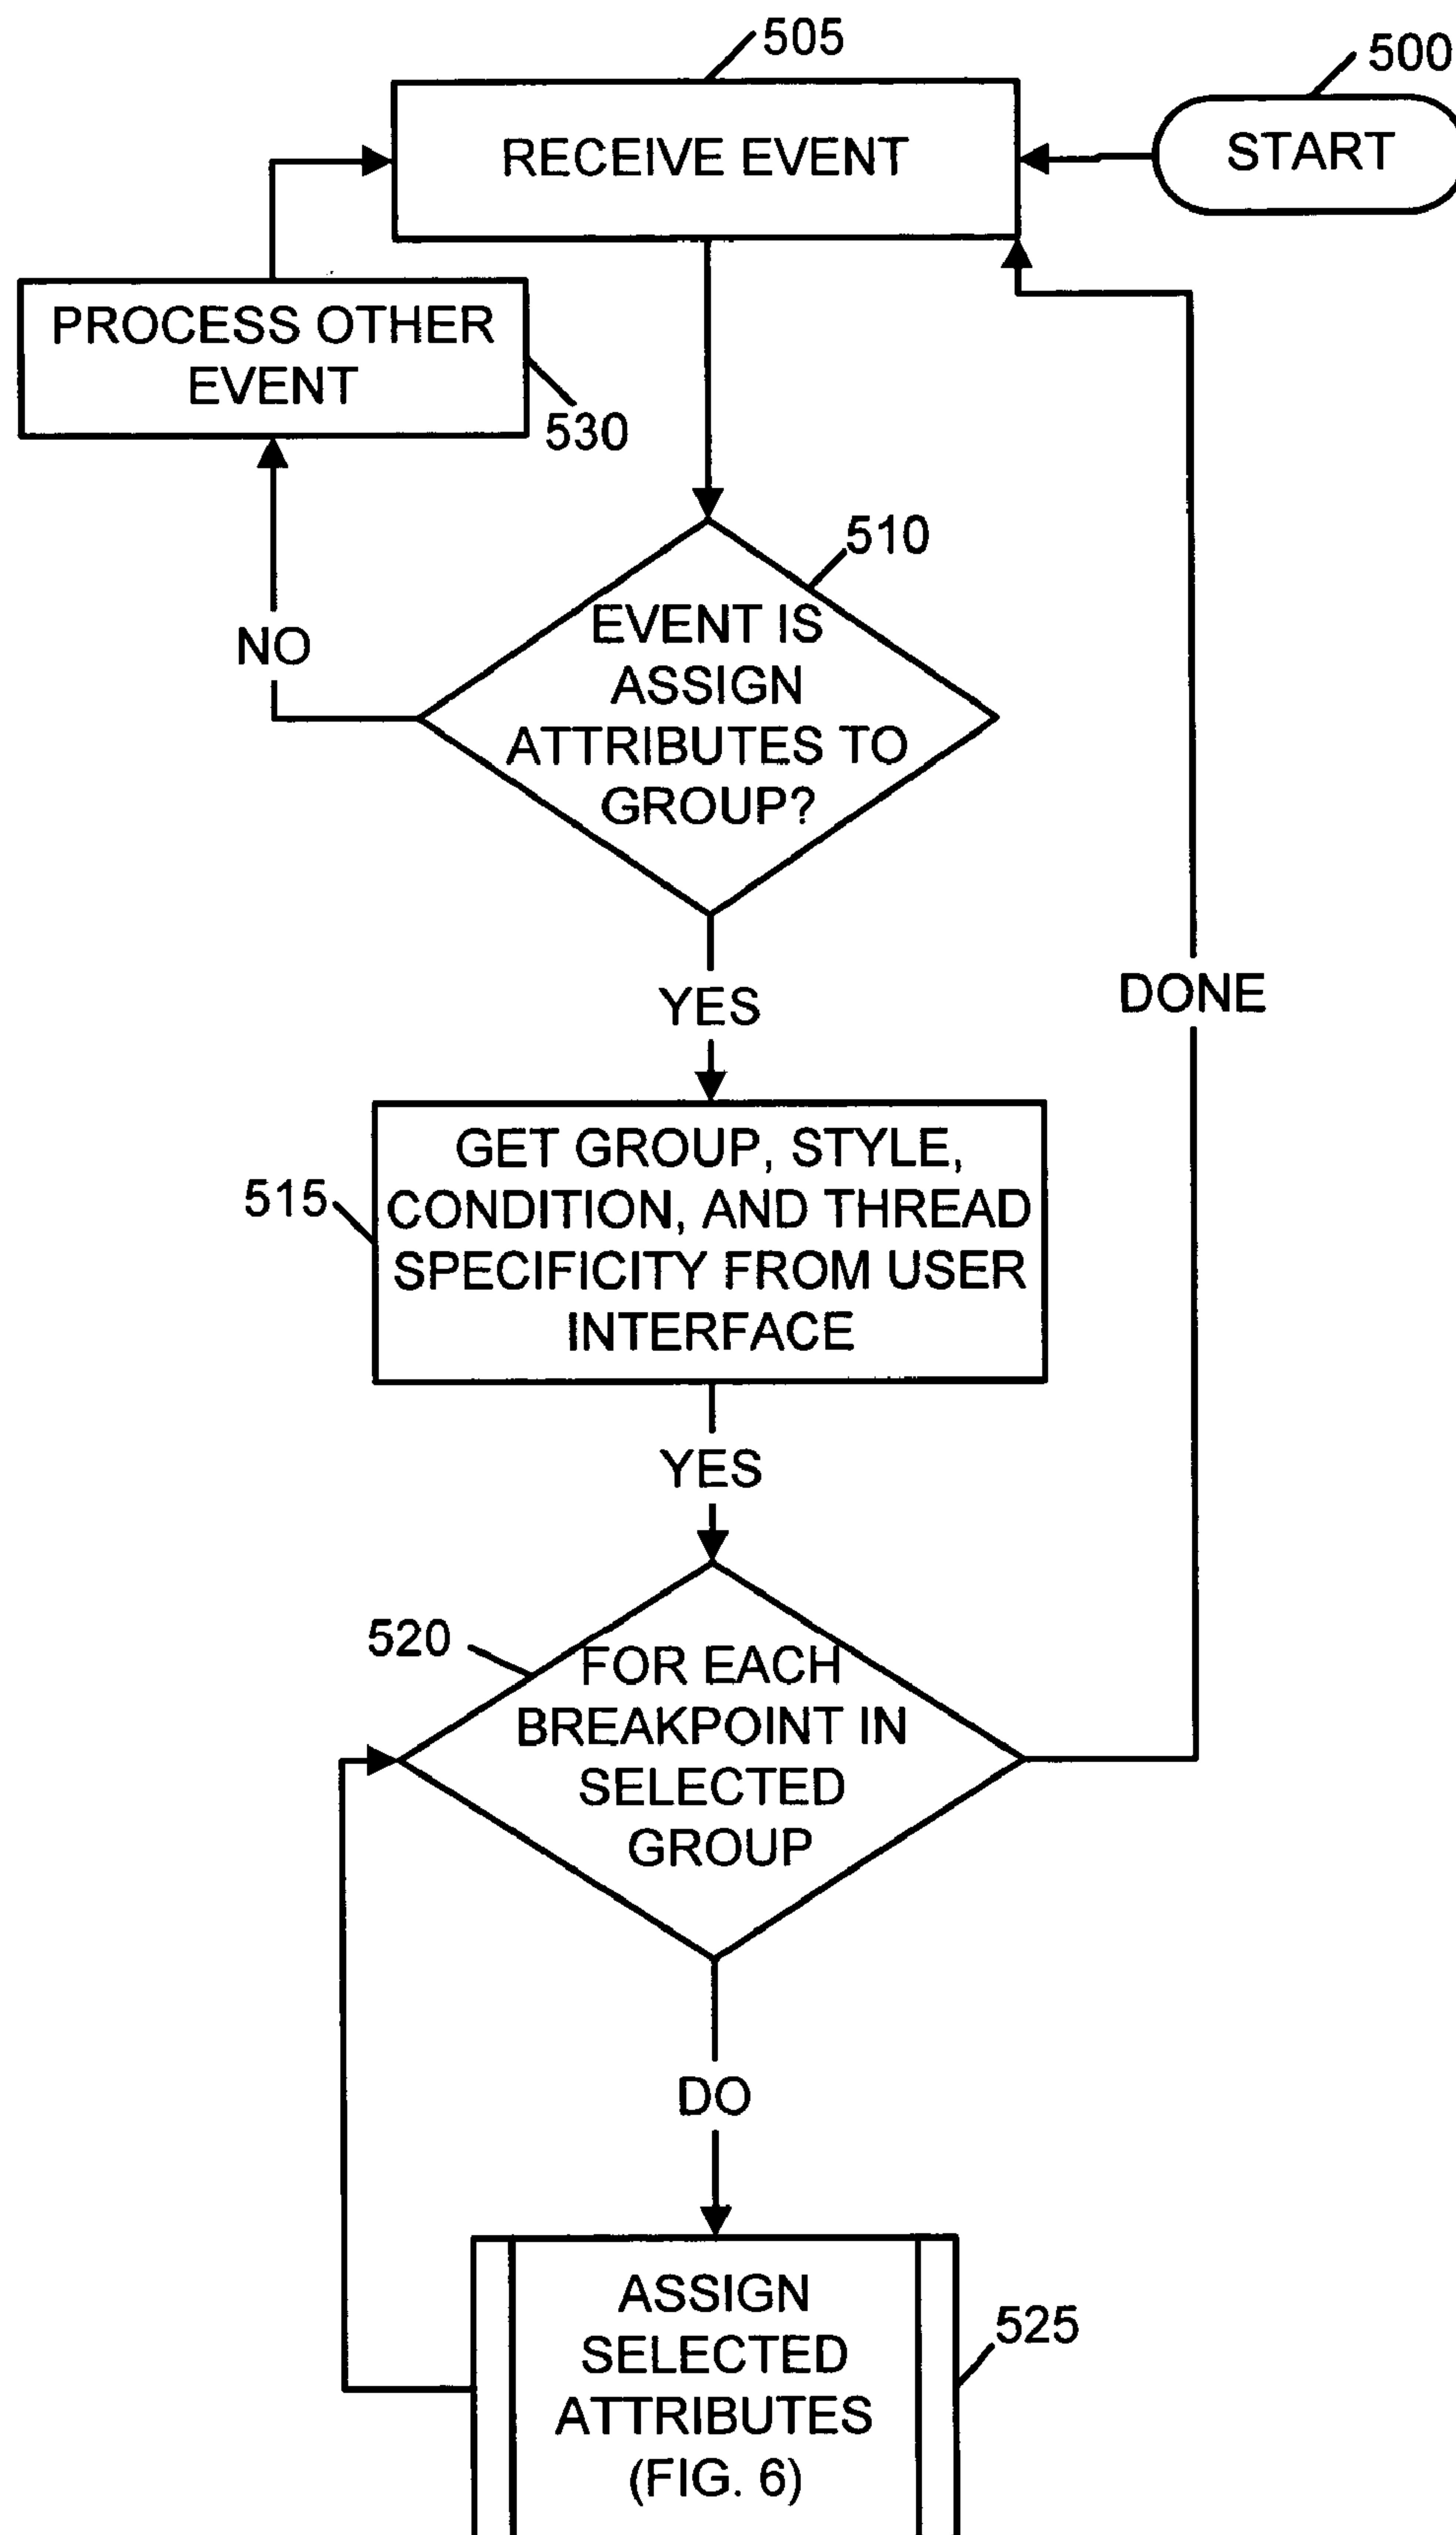 505
500
RECEIVE EVENT
START
PROCESS OTHER
EVENT
530
510
EVENT IS
ASSIGN
ATTRIBUTES TO
GROUP?
NO
YES
DONE
GET GROUP, STYLE,
CONDITION, AND THREAD
SPECIFICITY FROM USER
INTERFACE
515
YES
520
FOR EACH
BREAKPOINT IN
SELECTED
GROUP
DO
ASSIGN
SELECTED
ATTRIBUTES
(FIG. 6)
525